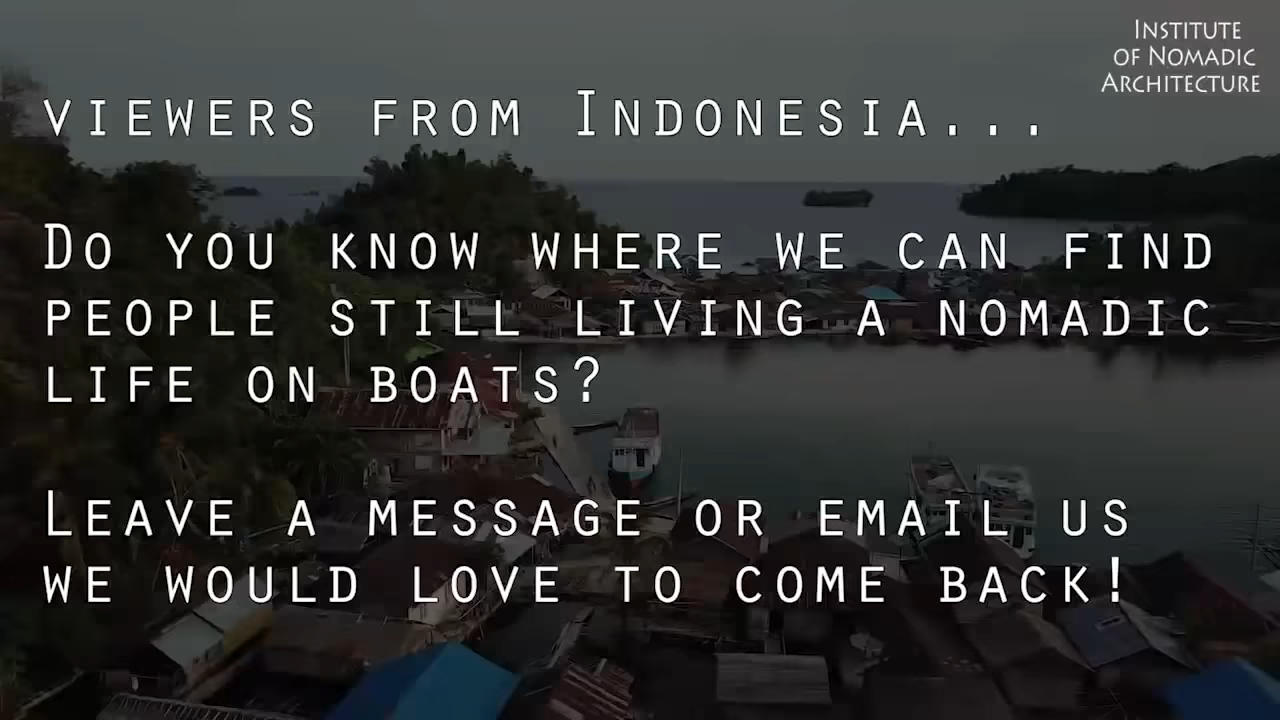 Institute
of Nomadic
Architecture
viewers from Indonesia...
Do you know where we can find
people still living a nomadic
life on boats?
Leave a message or email us
we would love to come back!